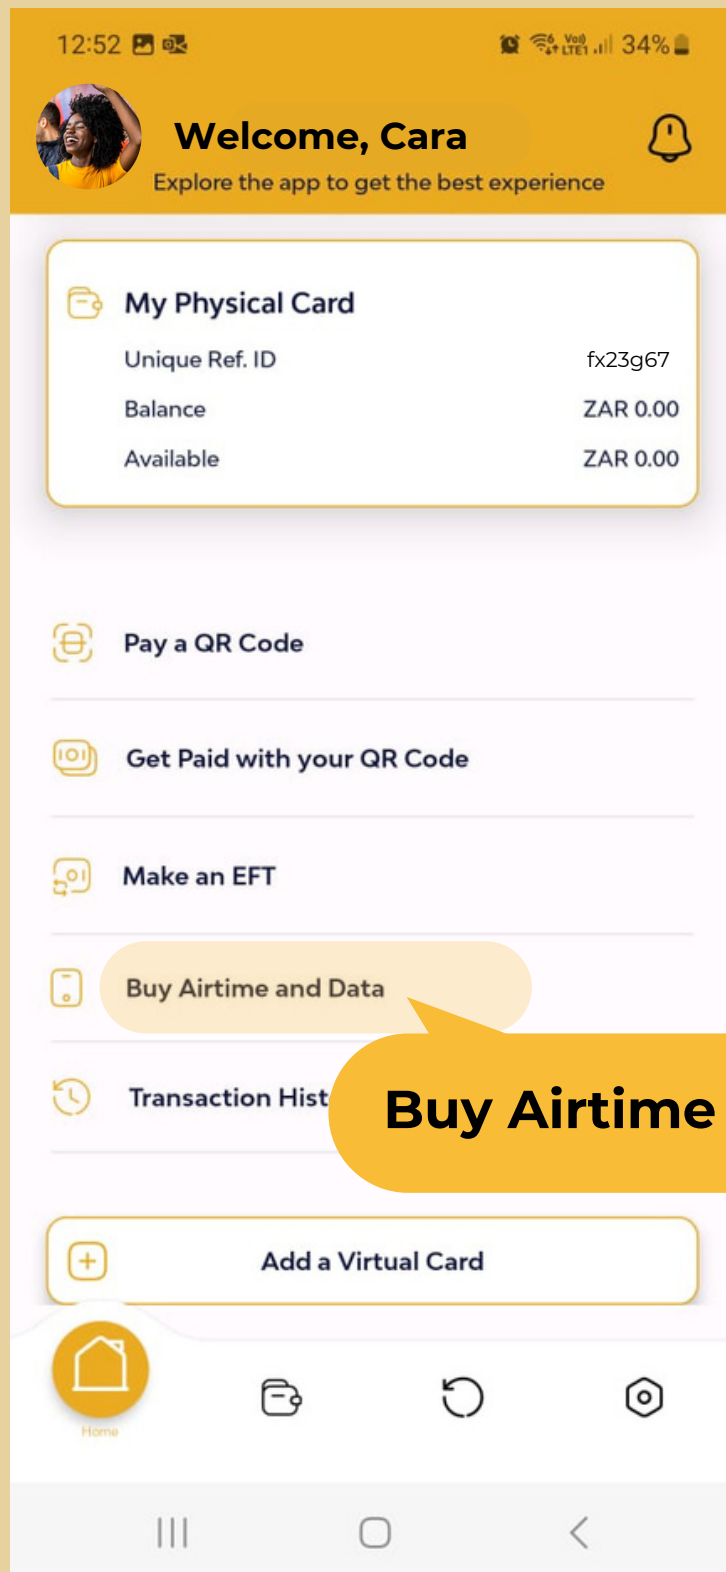 12:52
Vo)) LTE1 34%
Welcome, Cara
Explore the app to get the best experience
My Physical Card
Unique Ref. ID fx23g67
Balance ZAR 0.00
Available ZAR 0.00
Pay a QR Code
Get Paid with your QR Code
Make an EFT
Buy Airtime and Data
Transaction Hist
Buy Airtime
Add a Virtual Card
Home